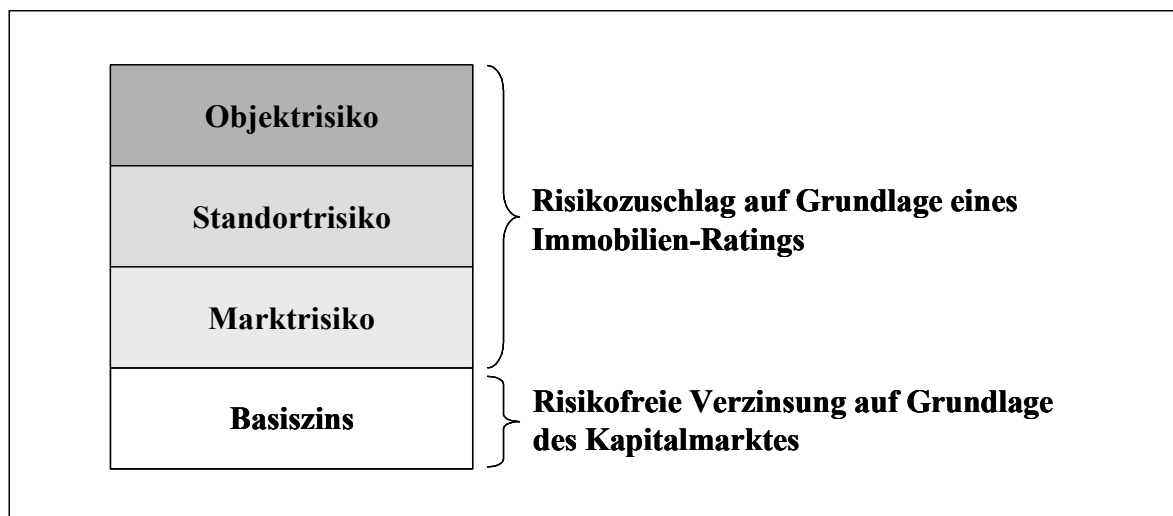 Objektrisiko
Standortrisiko
Marktrisiko
Basiszins
Risikozuschlag auf Grundlage eines
Immobilien-Ratings
Risikofreie Verzinsung auf Grundlage
des Kapitalmarktes